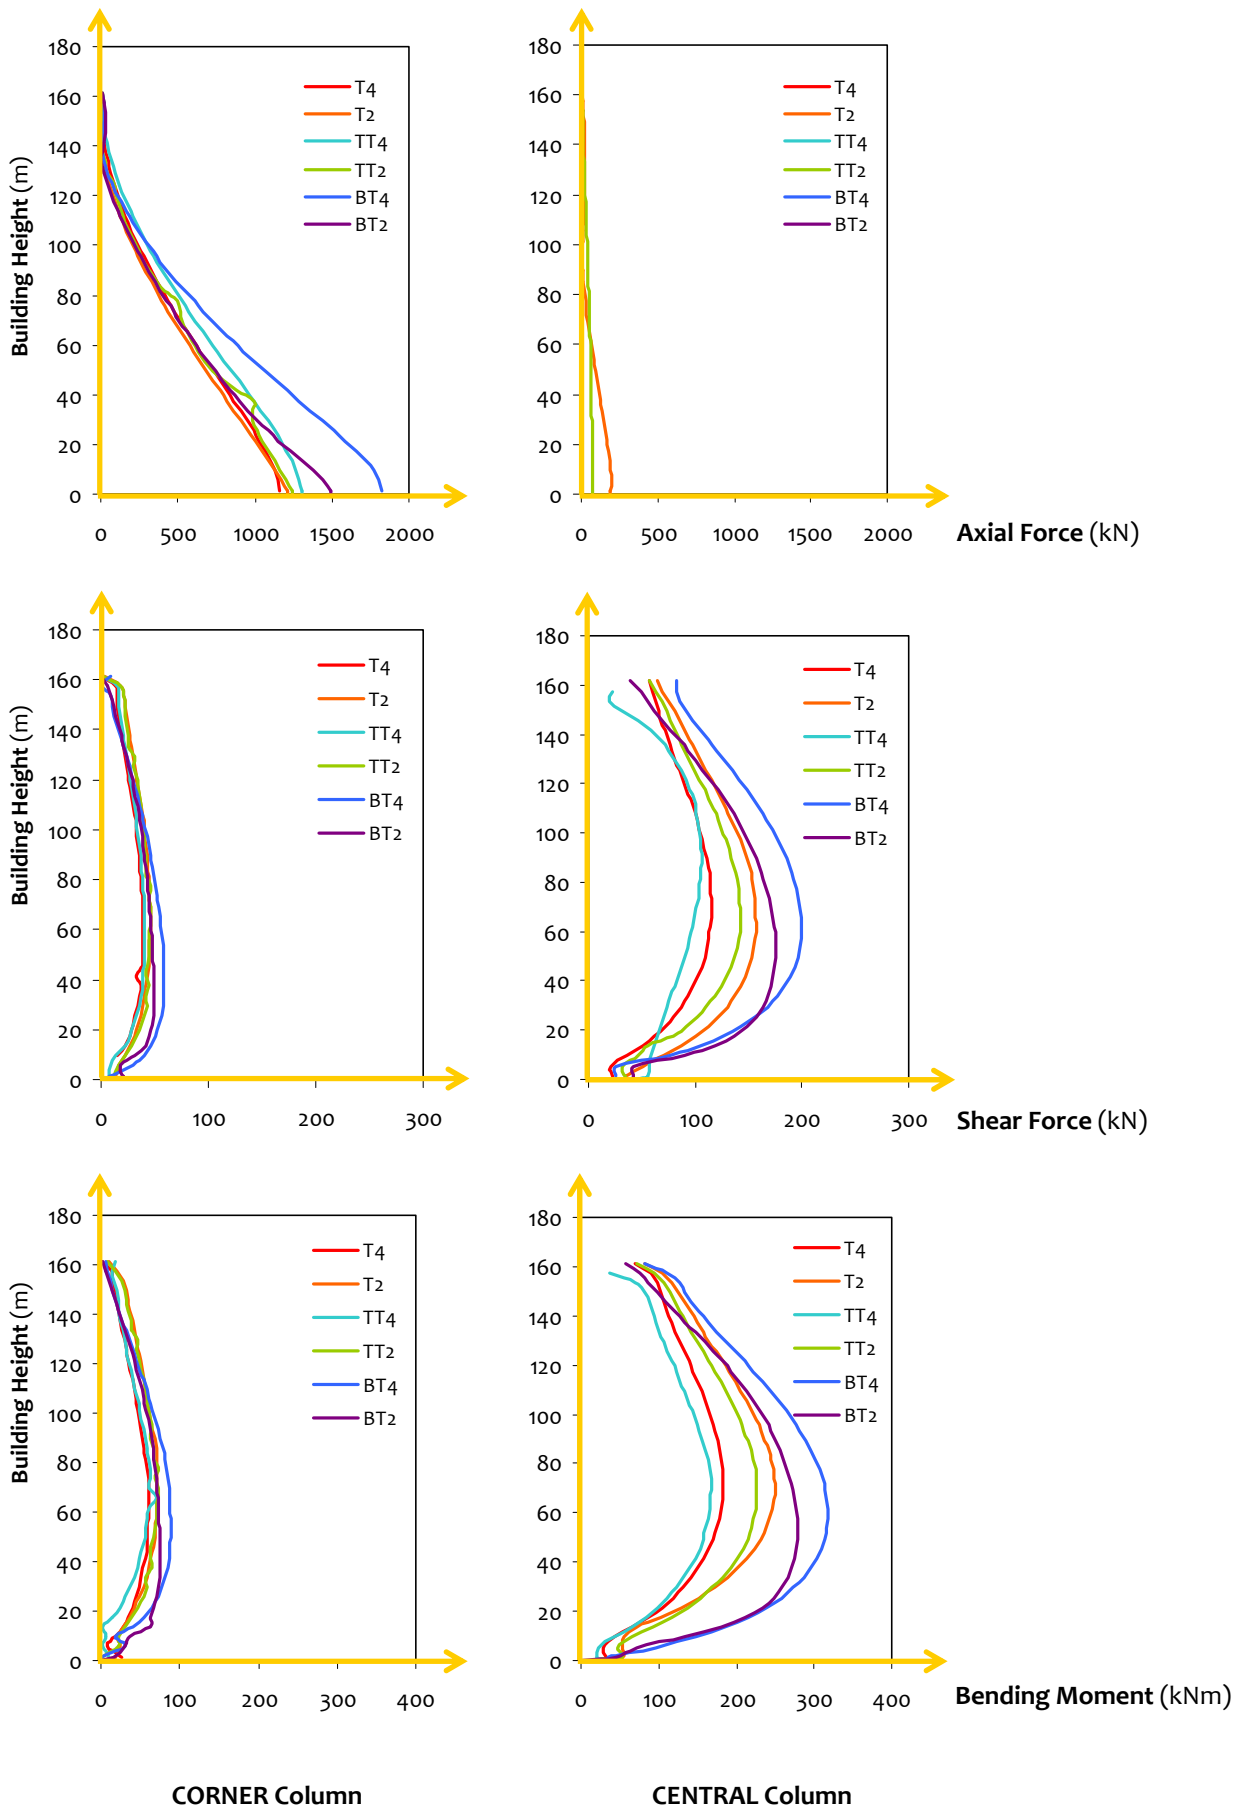 180
160
140
120
100
80
60
40
20
0
Building Height (m)
T4
T2
TT4
TT2
BT4
BT2
0 500 1000 1500 2000
180
160
140
120
100
80
60
40
20
0
T4
T2
TT4
TT2
BT4
BT2
0 500 1000 1500 2000
Axial Force (kN)
180
160
140
120
100
80
60
40
20
0
Building Height (m)
T4
T2
TT4
TT2
BT4
BT2
0 100 200 300
180
160
140
120
100
80
60
40
20
0
T4
T2
TT4
TT2
BT4
BT2
0 100 200 300
Shear Force (kN)
180
160
140
120
100
80
60
40
20
0
Building Height (m)
T4
T2
TT4
TT2
BT4
BT2
0 100 200 300 400
180
160
140
120
100
80
60
40
20
0
T4
T2
TT4
TT2
BT4
BT2
0 100 200 300 400
Bending Moment (kNm)
CORNER Column
CENTRAL Column